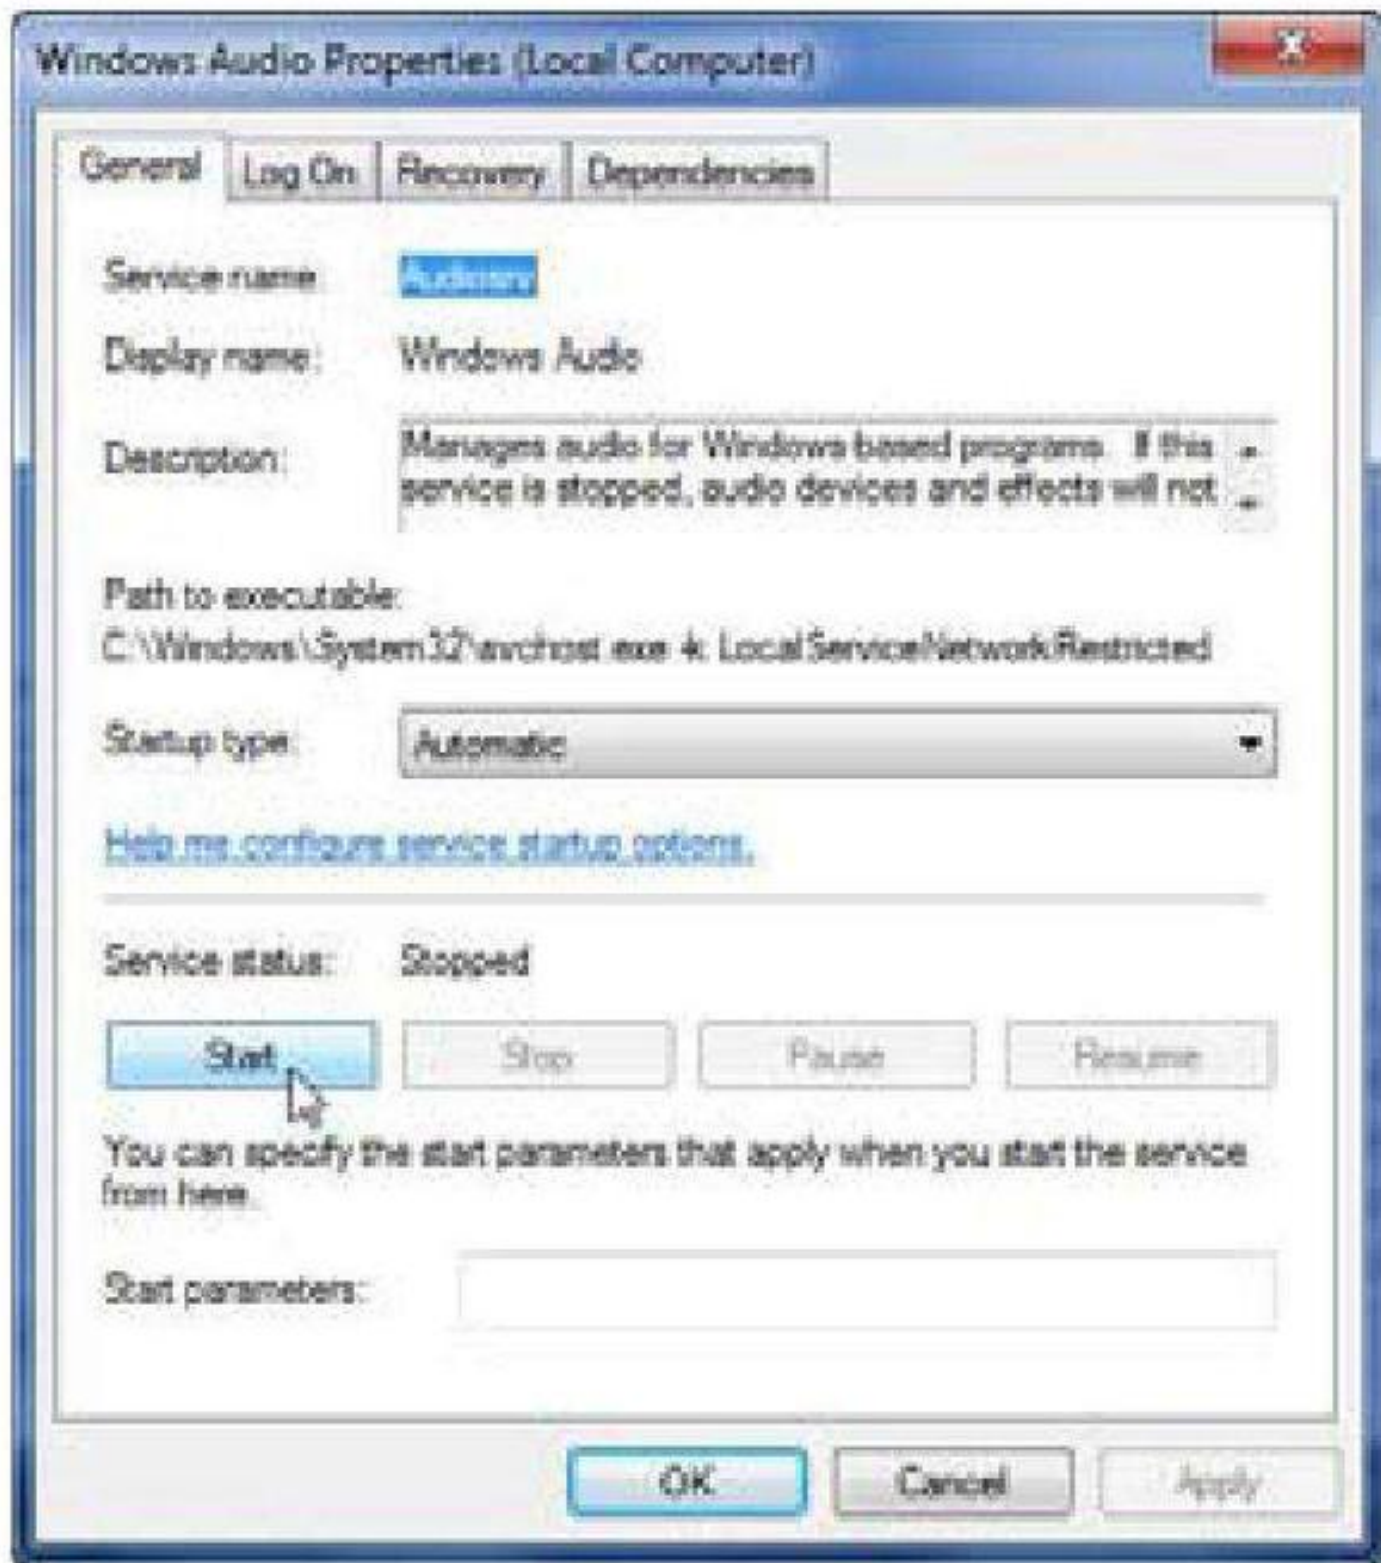 Windows Audio Properties (Local Computer)
General
Log On
Recovery
Dependencies
Service name:
Audiosrv
Display name:
Windows Audio
Description:
Manages audio for Windows-based programs. If this
service is stopped, audio devices and effects will not
Path to executable:
C:\Windows\System32\svchost.exe -k LocalServiceNetworkRestricted
Startup type:
Automatic
Help me configure service startup options.
Service status:
Stopped
Start
Stop
Pause
Resume
You can specify the start parameters that apply when you start the service
from here.
Start parameters:
OK
Cancel
Apply